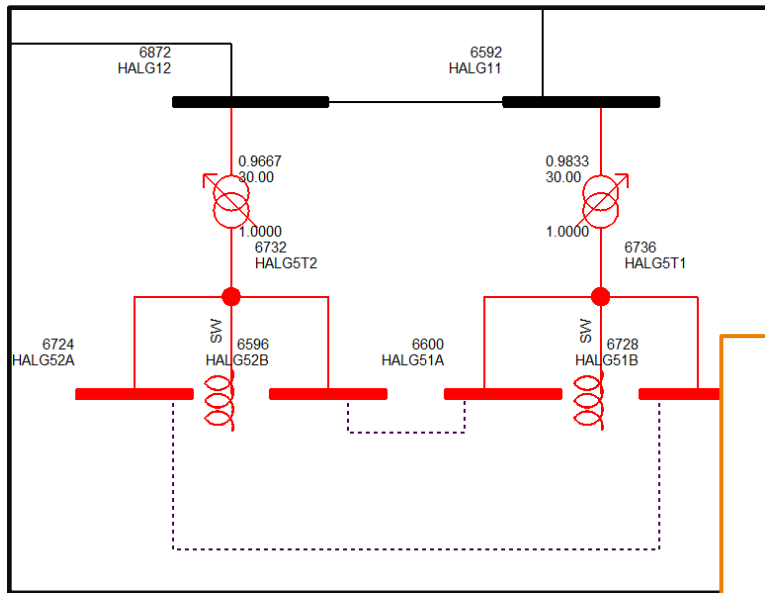 6872
HALG12
6592
HALG11
0.9667
30.00
1.0000
0.9833
30.00
1.0000
6732
HALG5T2
6736
HALG5T1
SW
SW
6724
HALG52A
6596
HALG52B
6600
HALG51A
6728
HALG51B